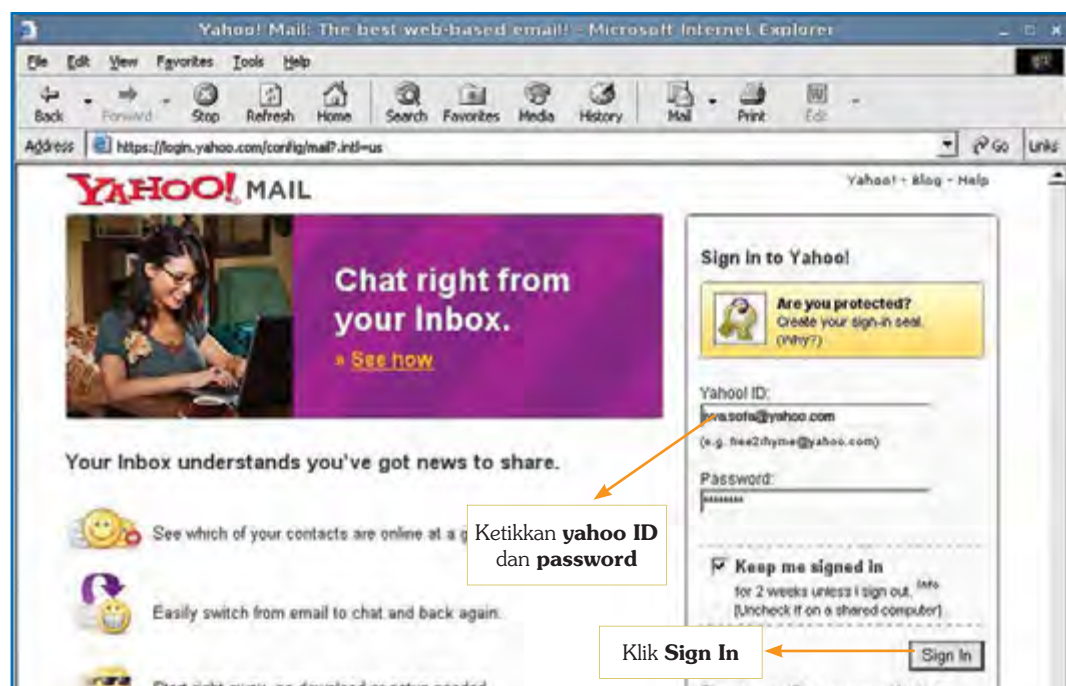 Yahoo! Mail: The best web-based email! - Microsoft Internet Explorer
File Edit View Favorites Tools Help
Back Forward Stop Refresh Home Search Favorites Media History Mail Print Edit
Address https://login.yahoo.com/config/mail?.intl=us Go Links
YAHOO! MAIL
Yahoo! - Blog - Help
Chat right from
your Inbox.
» See how
Your Inbox understands you've got news to share.
See which of your contacts are online at a g
Easily switch from email to chat and back again.
Sign in to Yahoo!
Are you protected?
Create your sign-in seal.
(Why?)
Yahoo! ID:
(e.g. free2rhyme@yahoo.com)
Password:
********
Ketikkan yahoo ID
dan password
Keep me signed in
for 2 weeks unless I sign out. Info
[Uncheck if on a shared computer]
Klik Sign In
Sign In